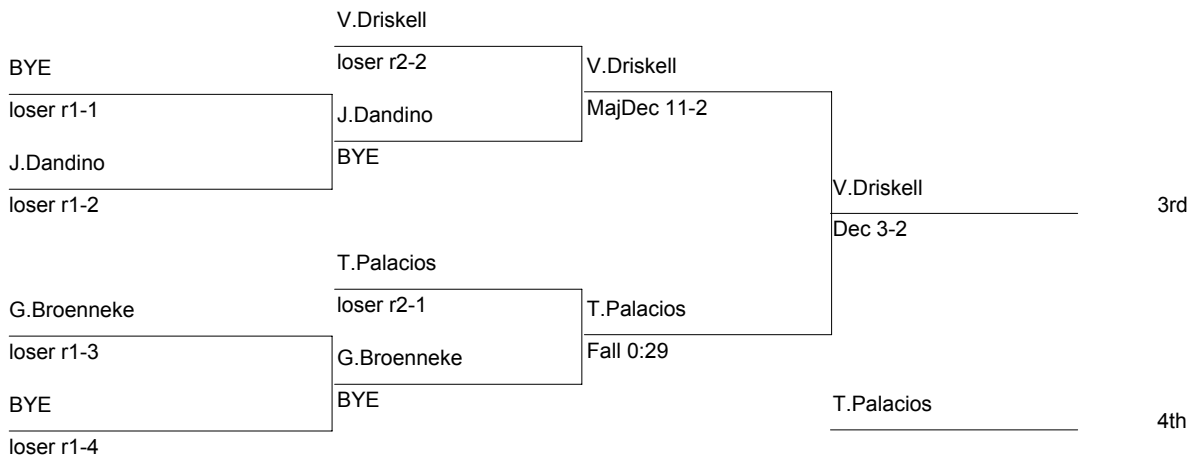 V.Driskell
loser r2-2
BYE
V.Driskell
loser r1-1
J.Dandino
MajDec 11-2
J.Dandino
BYE
V.Driskell
loser r1-2
3rd
Dec 3-2
T.Palacios
G.Broenneke
loser r2-1
T.Palacios
loser r1-3
G.Broenneke
Fall 0:29
BYE
BYE
T.Palacios
4th
loser r1-4